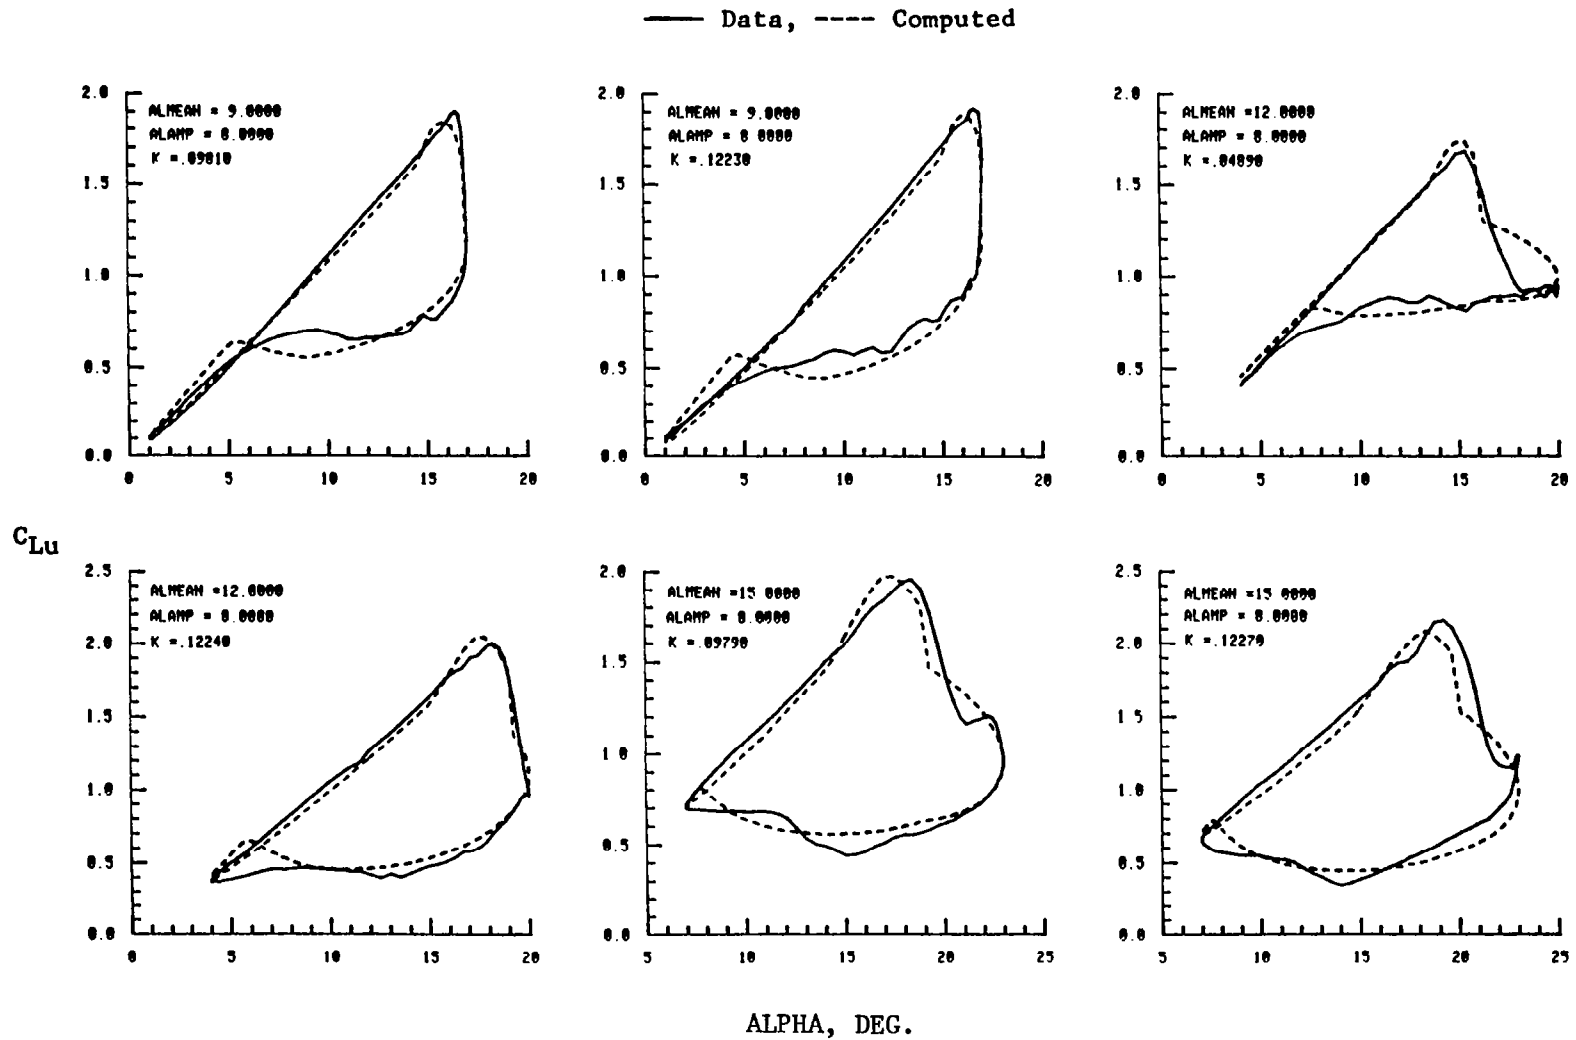 Data, Computed
2.0
1.5
1.0
0.5
0.0
ALMEAN = 9.0000
ALAMP = 8.0000
K =.09810
0 5 10 15 20
2.0
1.5
1.0
0.5
0.0
ALMEAN = 9.0000
ALAMP = 8 0000
K =.12230
0 5 10 15 20
2.0
1.5
1.0
0.5
0.0
ALMEAN =12.0000
ALAMP = 8.0000
K =.04890
0 5 10 15 20
CLu
2.5
2.0
1.5
1.0
0.5
0.0
ALMEAN =12.0000
ALAMP = 8.0000
K =.12240
0 5 10 15 20
2.0
1.5
1.0
0.5
0.0
ALMEAN =15 0000
ALAMP = 8.0000
K =.09790
5 10 15 20 25
2.5
2.0
1.5
1.0
0.5
0.0
ALMEAN =15 0000
ALAMP = 8.0000
K =.12270
5 10 15 20 25
ALPHA, DEG.